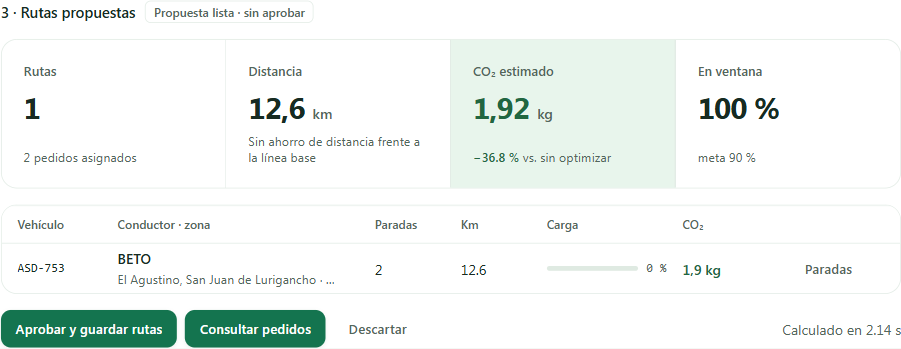 3 · Rutas propuestas Propuesta lista · sin aprobar
Rutas Distancia CO₂ estimado En ventana
1 12,6 km 1,92 kg 100 %
Sin ahorro de distancia frente a
2 pedidos asignados la línea base −36.8 % vs. sin optimizar meta 90 %
Vehículo Conductor · zona Paradas Km Carga CO₂
ASD-753 BETO 2 12.6 0 % 1,9 kg Paradas
El Agustino, San Juan de Lurigancho · ...
Aprobar y guardar rutas Consultar pedidos Descartar Calculado en 2.14 s